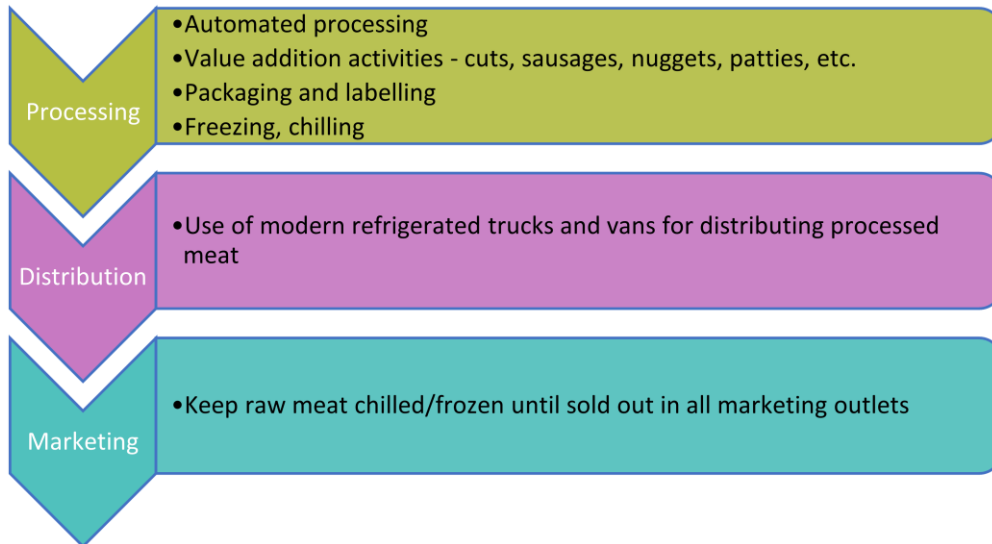 Processing
•Automated processing
•Value addition activities - cuts, sausages, nuggets, patties, etc.
•Packaging and labelling
•Freezing, chilling
Distribution
•Use of modern refrigerated trucks and vans for distributing processed
meat
Marketing
•Keep raw meat chilled/frozen until sold out in all marketing outlets